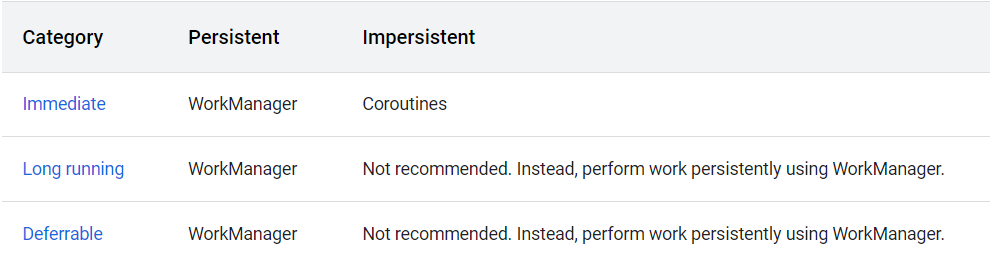 Category Persistent Impersistent
Immediate WorkManager Coroutines
Long running WorkManager Not recommended. Instead, perform work persistently using WorkManager.
Deferrable WorkManager Not recommended. Instead, perform work persistently using WorkManager.